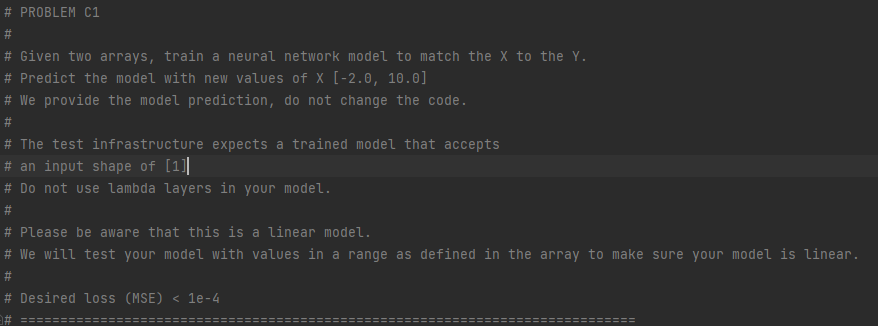 # PROBLEM C1
#
# Given two arrays, train a neural network model to match the X to the Y.
# Predict the model with new values of X [-2.0, 10.0]
# We provide the model prediction, do not change the code.
#
# The test infrastructure expects a trained model that accepts
# an input shape of [1]
# Do not use lambda layers in your model.
#
# Please be aware that this is a linear model.
# We will test your model with values in a range as defined in the array to make sure your model is linear.
#
# Desired loss (MSE) < 1e-4
# =============================================================================